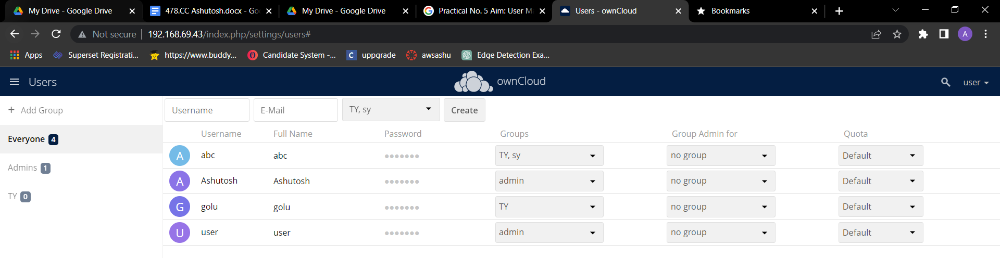 My Drive - Google Drive
478.CC Ashutosh.docx - Go
My Drive - Google Drive
Practical No. 5 Aim: User M
Users - ownCloud
Bookmarks
Not secure | 192.168.69.43/index.php/settings/users#
A
Apps
Superset Registrati...
https://www.buddy...
Candidate System -...
C uppgrade
awsashu
Edge Detection Exa...
Users
ownCloud
user
+ Add Group
Username
E-Mail
TY, sy
Create
Everyone 4
Admins 1
TY 0
Username Full Name Password Groups Group Admin for Quota
A abc abc ●●●●●●● TY, sy no group Default
A Ashutosh Ashutosh ●●●●●●● admin no group Default
G golu golu ●●●●●●● TY no group Default
U user user ●●●●●●● admin no group Default